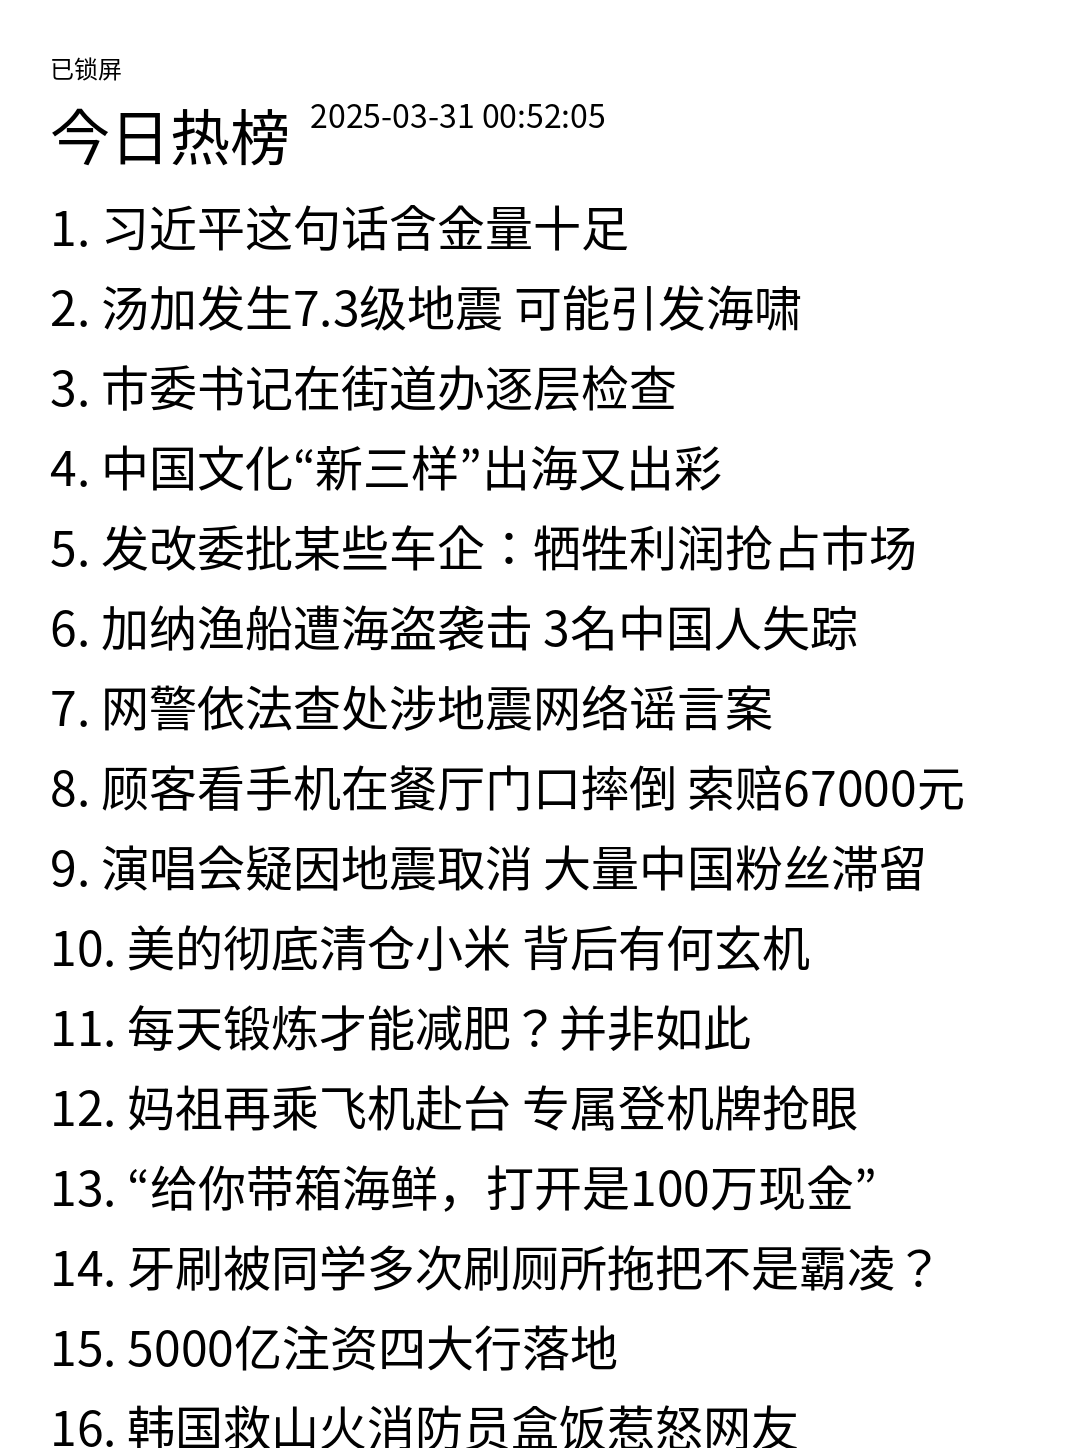 已锁屏
今日热榜 2025-03-31 00:52:05
1. 习近平这句话含金量十足
2. 汤加发生7.3级地震 可能引发海啸
3. 市委书记在街道办逐层检查
4. 中国文化“新三样”出海又出彩
5. 发改委批某些车企：牺牲利润抢占市场
6. 加纳渔船遭海盗袭击 3名中国人失踪
7. 网警依法查处涉地震网络谣言案
8. 顾客看手机在餐厅门口摔倒 索赔67000元
9. 演唱会疑因地震取消 大量中国粉丝滞留
10. 美的彻底清仓小米 背后有何玄机
11. 每天锻炼才能减肥？并非如此
12. 妈祖再乘飞机赴台 专属登机牌抢眼
13. “给你带箱海鲜，打开是100万现金”
14. 牙刷被同学多次刷厕所拖把不是霸凌？
15. 5000亿注资四大行落地
16. 韩国救山火消防员盒饭惹怒网友